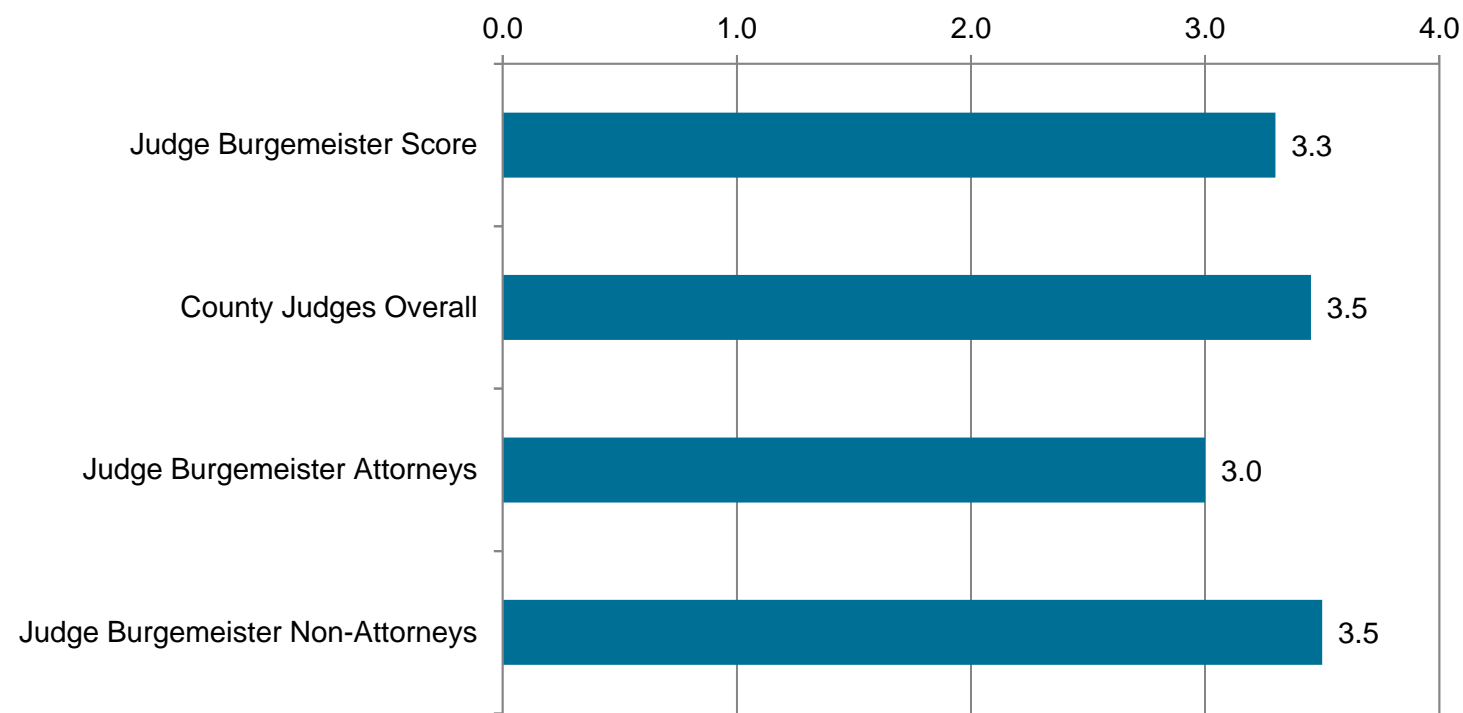 0.0 1.0 2.0 3.0 4.0
Judge Burgemeister Score 3.3
County Judges Overall 3.5
Judge Burgemeister Attorneys 3.0
Judge Burgemeister Non-Attorneys 3.5